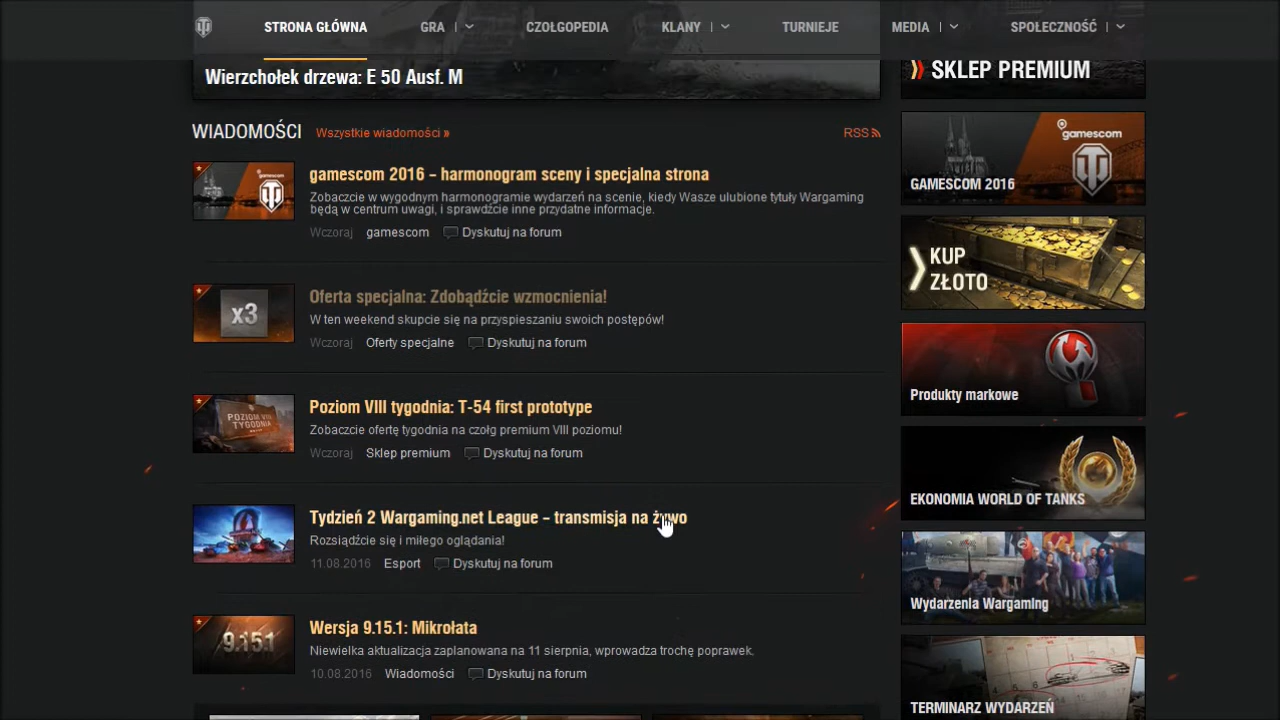 STRONA GŁÓWNA
GRA
CZOŁGOPEDIA
KLANY
TURNIEJE
MEDIA
SPOŁECZNOŚĆ
Wierzchołek drzewa: E 50 Ausf. M
WIADOMOŚCI
Wszystkie wiadomości »
RSS
gamescom 2016 – harmonogram sceny i specjalna strona
Zobaczcie w wygodnym harmonogramie wydarzeń na scenie, kiedy Wasze ulubione tytuły Wargaming
będą w centrum uwagi, i sprawdźcie inne przydatne informacje.
Wczoraj gamescom Dyskutuj na forum
x3
Oferta specjalna: Zdobądźcie wzmocnienia!
W ten weekend skupcie się na przyspieszaniu swoich postępów!
Wczoraj Oferty specjalne Dyskutuj na forum
POZIOM VIII
TYGODNIA
Poziom VIII tygodnia: T-54 first prototype
Zobaczcie ofertę tygodnia na czołg premium VIII poziomu!
Wczoraj Sklep premium Dyskutuj na forum
Tydzień 2 Wargaming.net League – transmisja na żywo
Rozsiądźcie się i miłego oglądania!
11.08.2016 Esport Dyskutuj na forum
9.15.1
Wersja 9.15.1: Mikrołata
Niewielka aktualizacja zaplanowana na 11 sierpnia, wprowadza trochę poprawek.
10.08.2016 Wiadomości Dyskutuj na forum
SKLEP PREMIUM
gamescom
GAMESCOM 2016
KUP
ZŁOTO
Produkty markowe
EKONOMIA WORLD OF TANKS
Wydarzenia Wargaming
TERMINARZ WYDARZEŃ